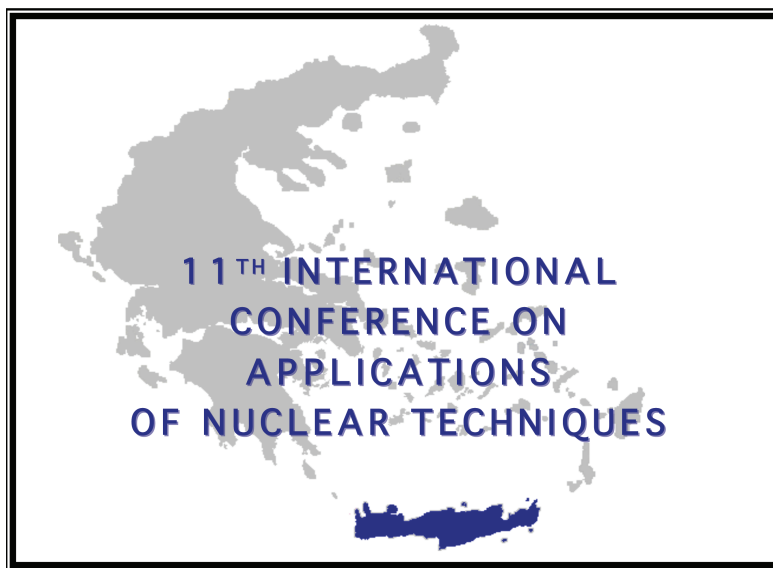 11TH INTERNATIONAL
CONFERENCE ON
APPLICATIONS
OF NUCLEAR TECHNIQUES